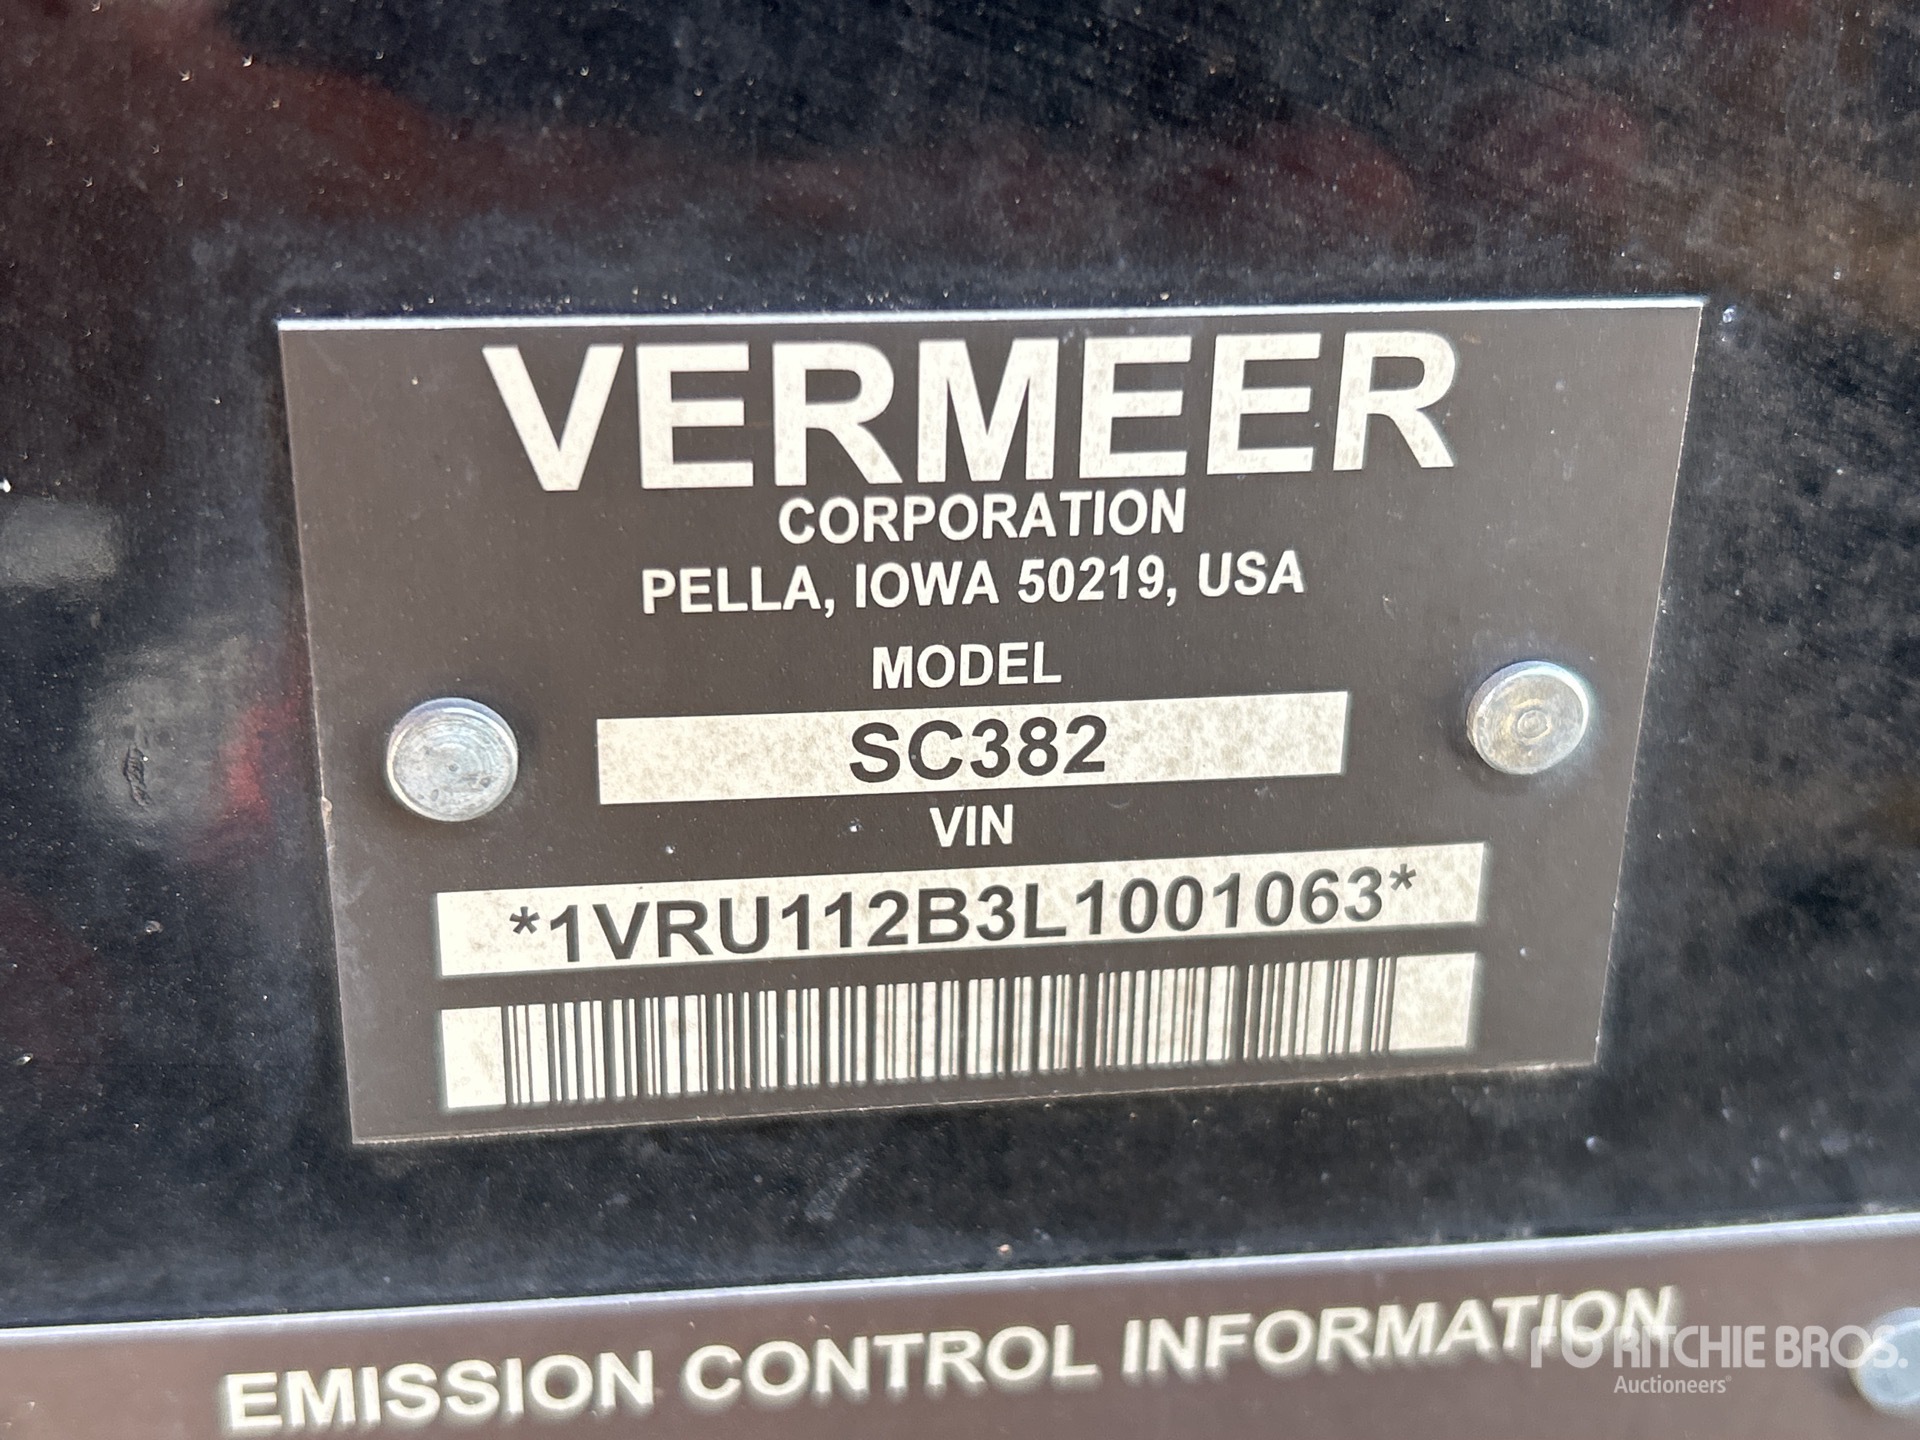 VERMEER
CORPORATION
PELLA, IOWA 50219, USA
MODEL
SC382
VIN
*1VRU112B3L1001063*
EMISSION CONTROL INFORMATION
RITCHIE BROS.
Auctioneers